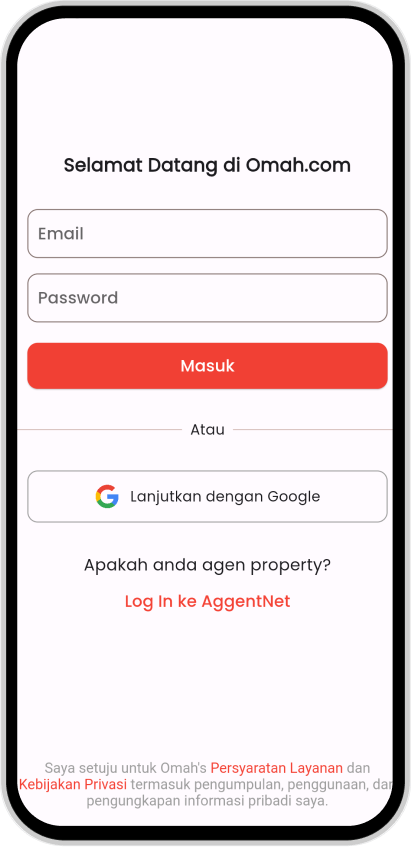 Selamat Datang di Omah.com
Email
Password
Masuk
Atau
Lanjutkan dengan Google
Apakah anda agen property?
Log In ke AggentNet
Saya setuju untuk Omah's Persyaratan Layanan dan
Kebijakan Privasi termasuk pengumpulan, penggunaan, dan
pengungkapan informasi pribadi saya.